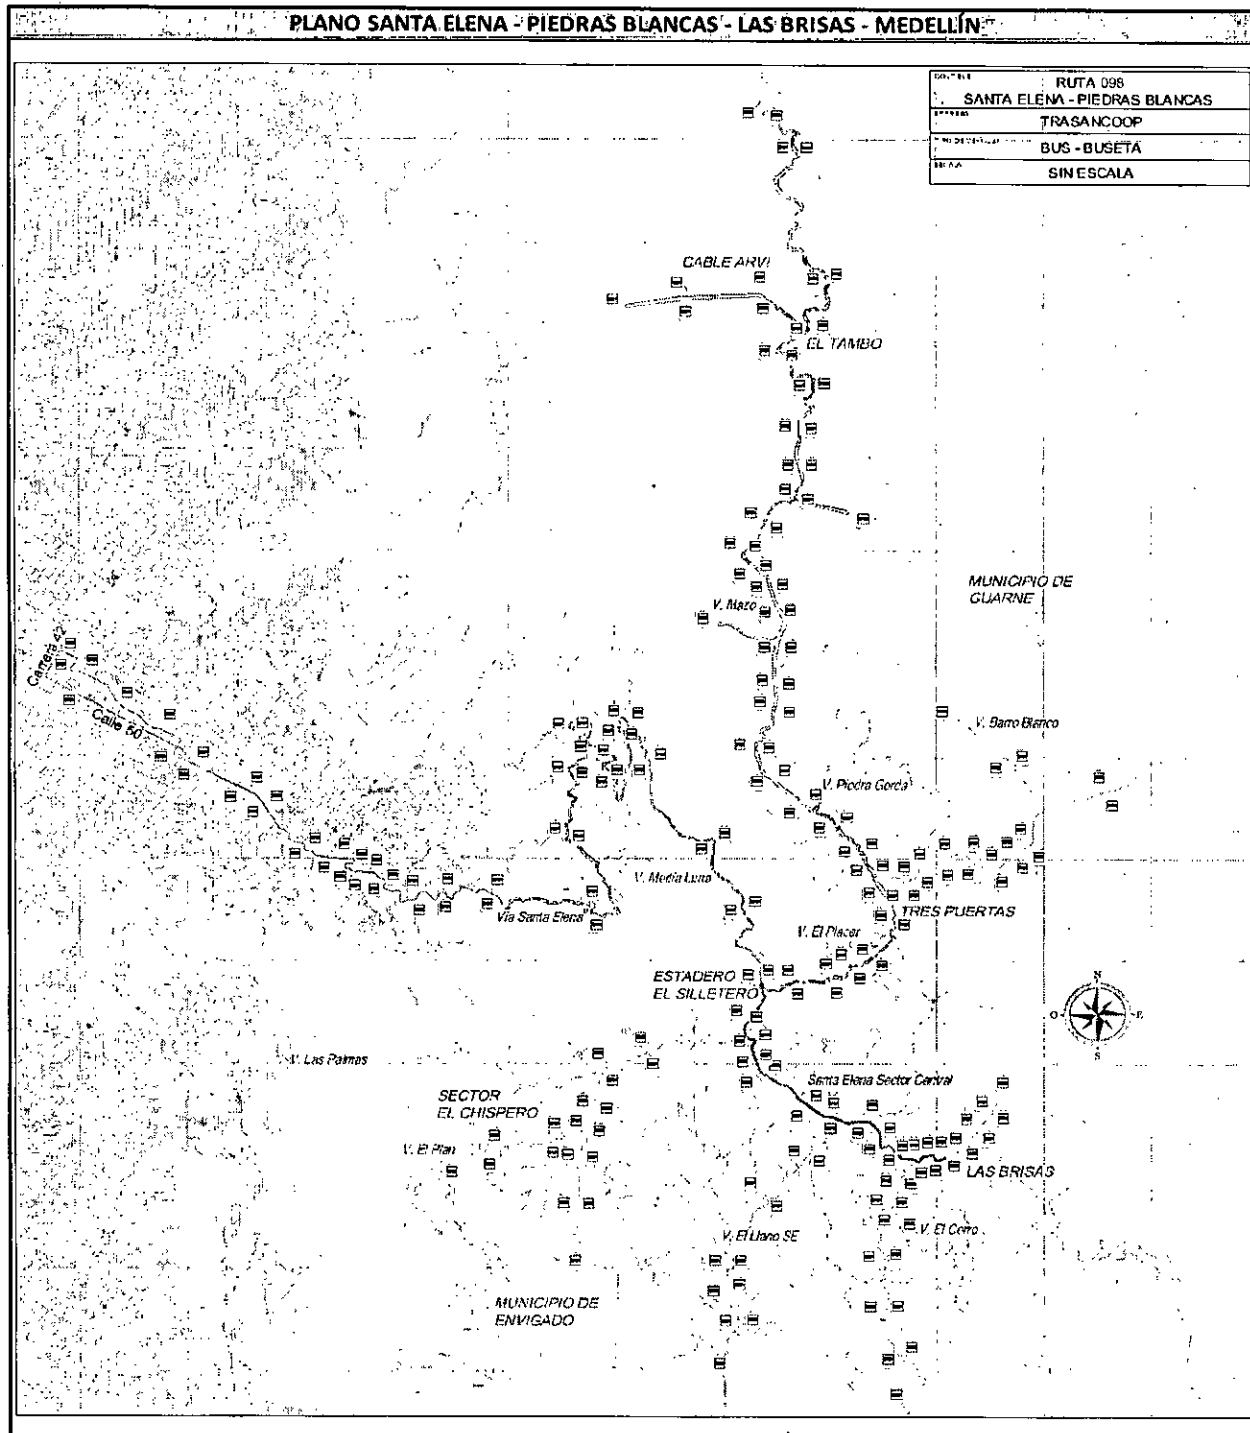 PLANO SANTA ELENA - PIEDRAS BLANCAS - LAS BRISAS - MEDELLÍN
RUTA 098
SANTA ELENA - PIEDRAS BLANCAS
TRASANCOOP
BUS - BUSETA
SIN ESCALA
CABLE ARVI
EL TAMBO
MUNICIPIO DE
GUARNE
V. Mazo
Carrera 42
Calle 50
V. Barro Blanco
V. Piedra Gorda
V. Media Luna
Vía Santa Elena
TRES PUERTAS
V. El Placer
ESTADERO
EL SILLETERO
N
O
E
S
V. Las Palmas
Santa Elena Sector Central
SECTOR
EL CHISPERO
V. El Plan
LAS BRISAS
V. El Llano SE
V. El Cerro
MUNICIPIO DE
ENVIGADO